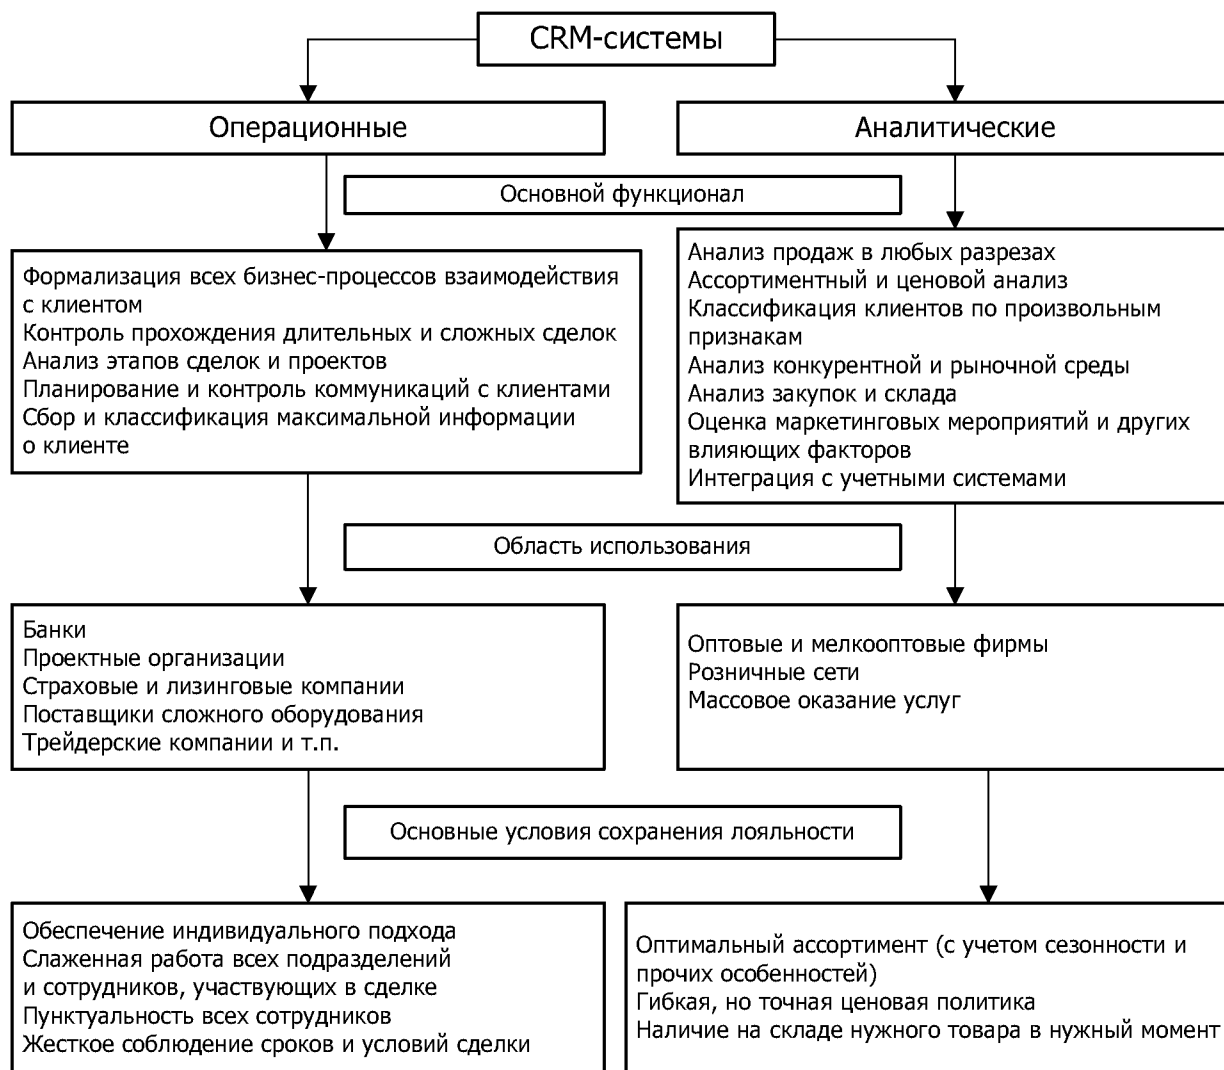 CRM-системы
Операционные
Аналитические
Основной функционал
Формализация всех бизнес-процессов взаимодействия
с клиентом
Контроль прохождения длительных и сложных сделок
Анализ этапов сделок и проектов
Планирование и контроль коммуникаций с клиентами
Сбор и классификация максимальной информации
о клиенте
Анализ продаж в любых разрезах
Ассортиментный и ценовой анализ
Классификация клиентов по произвольным
признакам
Анализ конкурентной и рыночной среды
Анализ закупок и склада
Оценка маркетинговых мероприятий и других
влияющих факторов
Интеграция с учетными системами
Область использования
Банки
Проектные организации
Страховые и лизинговые компании
Поставщики сложного оборудования
Трейдерские компании и т.п.
Оптовые и мелкооптовые фирмы
Розничные сети
Массовое оказание услуг
Основные условия сохранения лояльности
Обеспечение индивидуального подхода
Слаженная работа всех подразделений
и сотрудников, участвующих в сделке
Пунктуальность всех сотрудников
Жесткое соблюдение сроков и условий сделки
Оптимальный ассортимент (с учетом сезонности и
прочих особенностей)
Гибкая, но точная ценовая политика
Наличие на складе нужного товара в нужный момент